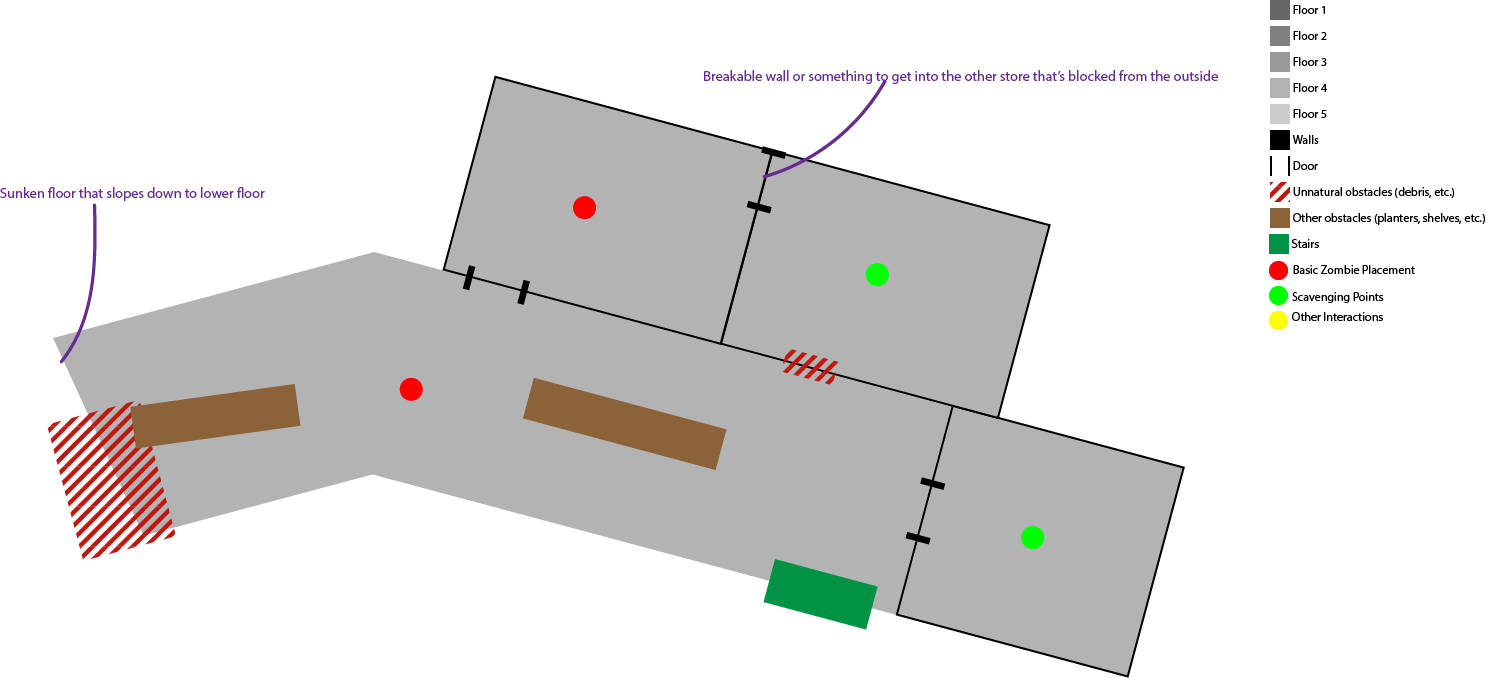 Breakable wall or something to get into the other store that's blocked from the outside
Sunken floor that slopes down to lower floor
Floor 1
Floor 2
Floor 3
Floor 4
Floor 5
Walls
Door
Unnatural obstacles (debris, etc.)
Other obstacles (planters, shelves, etc.)
Stairs
Basic Zombie Placement
Scavenging Points
Other Interactions